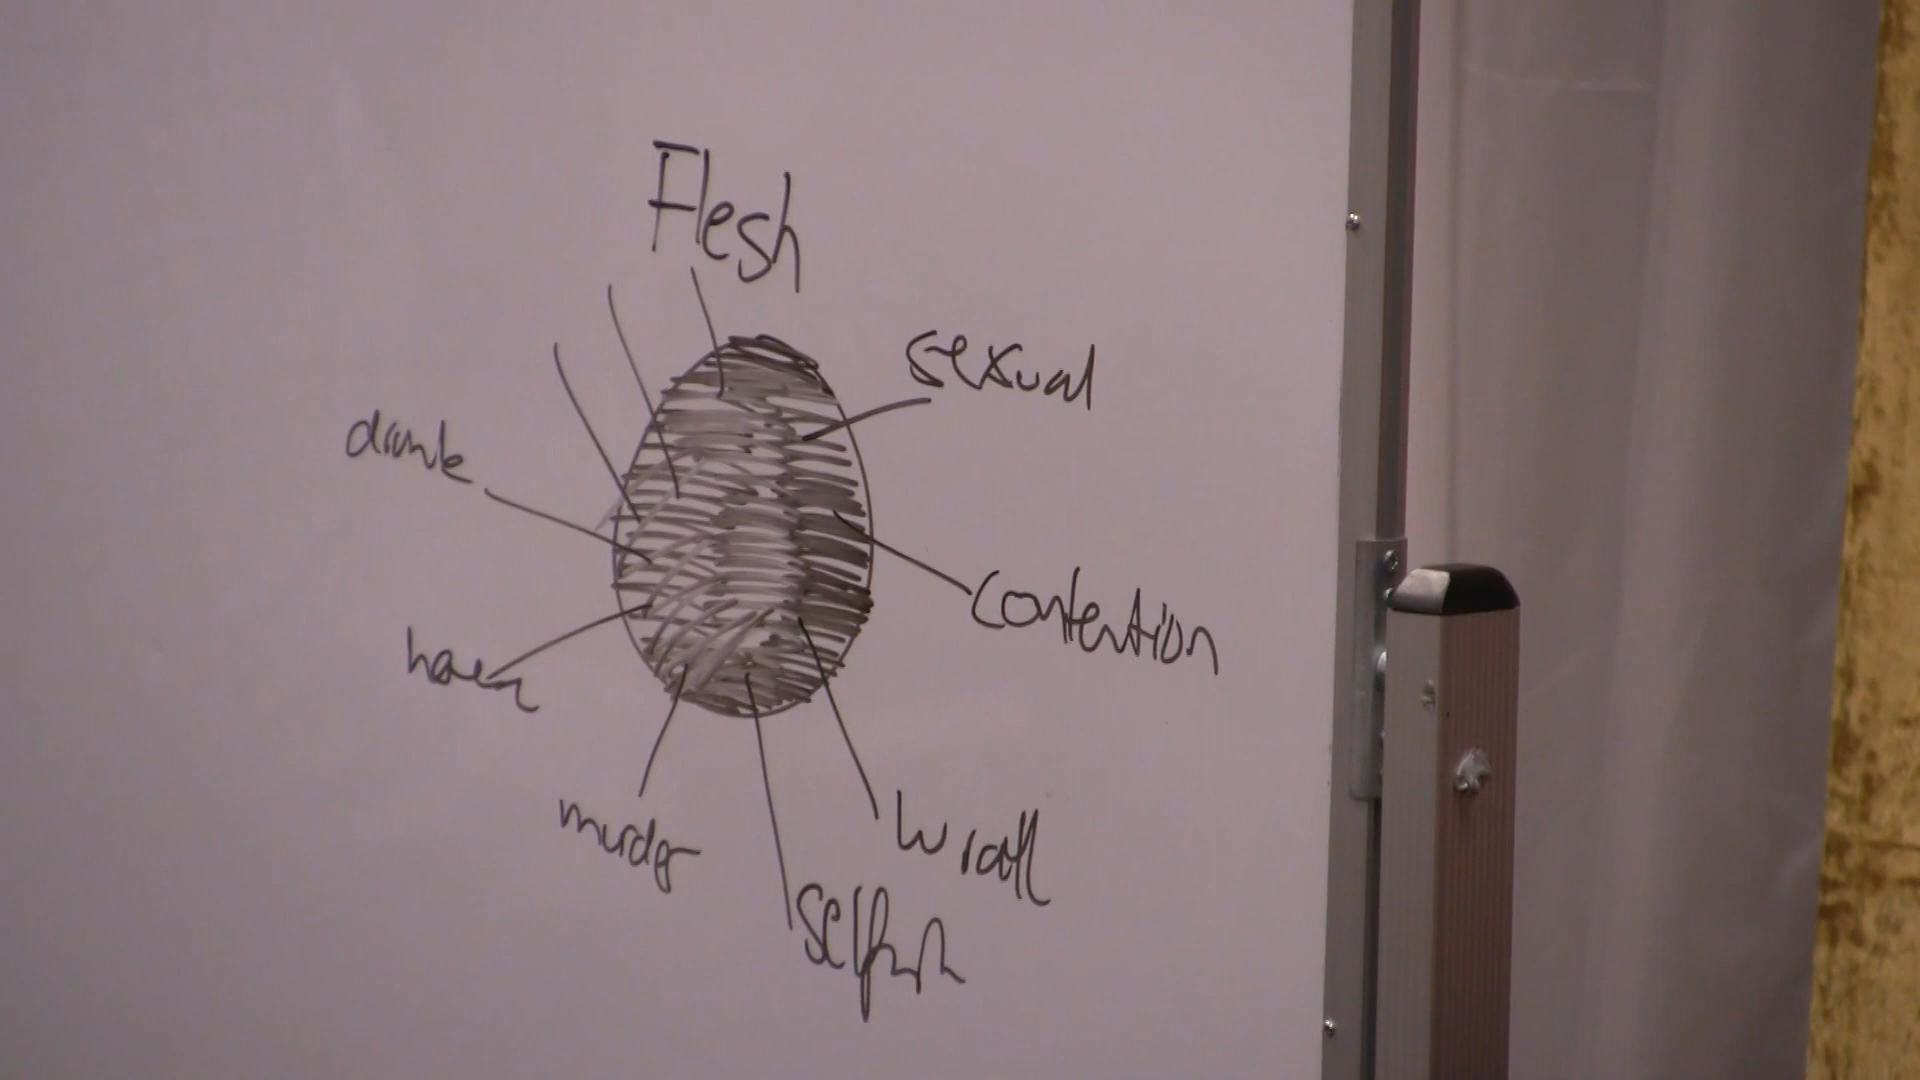 Flesh
sexual
drunk
contention
murder
wrath
selfish